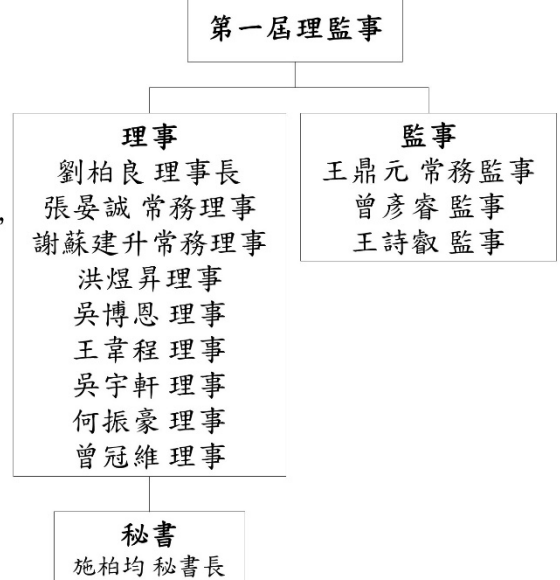 第一屆理監事
理事
劉柏良 理事長
張晏誠 常務理事
謝蘇建升常務理事
洪煜昇理事
吳博恩 理事
王韋程 理事
吳宇軒 理事
何振豪 理事
曾冠維 理事
監事
王鼎元 常務監事
曾彥睿 監事
王詩叡 監事
秘書
施柏均 秘書長